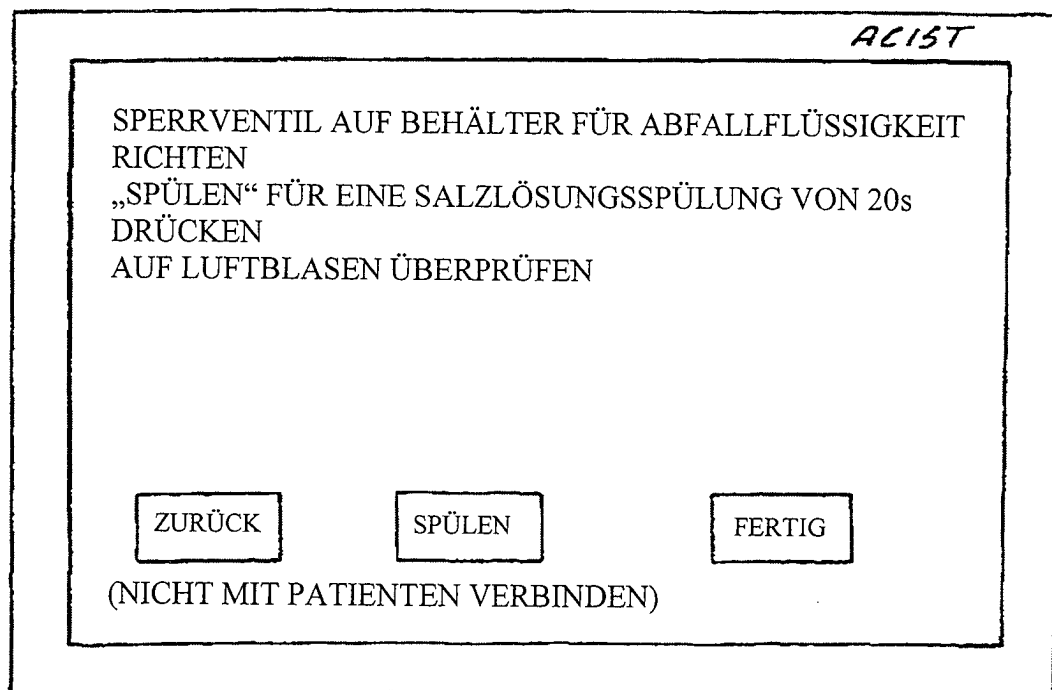 ACIST
SPERRVENTIL AUF BEHÄLTER FÜR ABFALLFLÜSSIGKEIT
RICHTEN
„SPÜLEN“ FÜR EINE SALZLÖSUNGSSPÜLUNG VON 20s
DRÜCKEN
AUF LUFTBLASEN ÜBERPRÜFEN
ZURÜCK SPÜLEN FERTIG
(NICHT MIT PATIENTEN VERBINDEN)